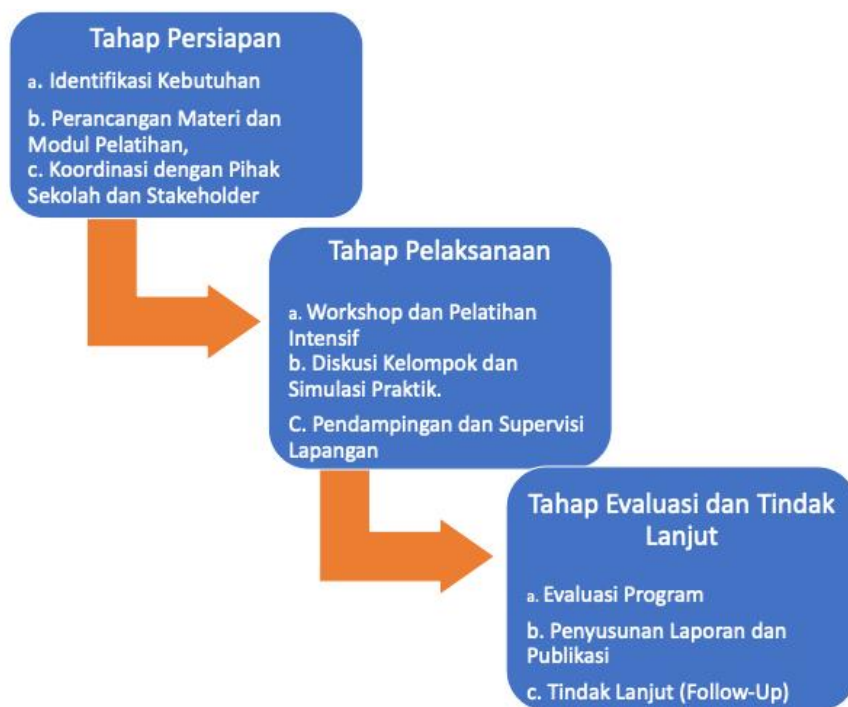 Tahap Persiapan
a. Identifikasi Kebutuhan
b. Perancangan Materi dan
Modul Pelatihan,
c. Koordinasi dengan Pihak
Sekolah dan Stakeholder
Tahap Pelaksanaan
a. Workshop dan Pelatihan
Intensif
b. Diskusi Kelompok dan
Simulasi Praktik.
C. Pendampingan dan Supervisi
Lapangan
Tahap Evaluasi dan Tindak
Lanjut
a. Evaluasi Program
b. Penyusunan Laporan dan
Publikasi
c. Tindak Lanjut (Follow-Up)